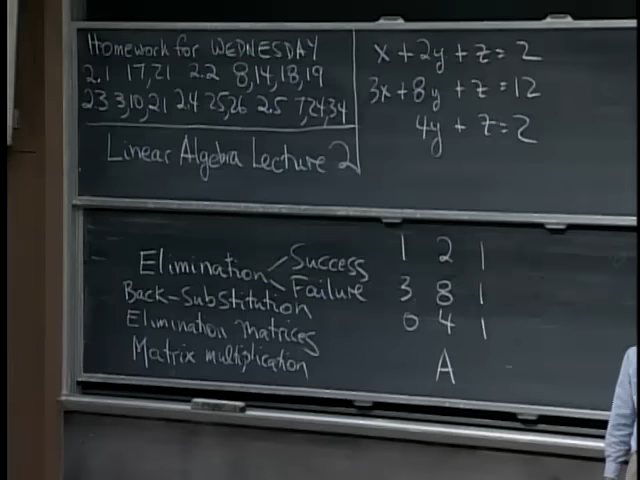 Homework for WEDNESDAY
2.1 17,21 2.2 8,14,18,19
2.3 3,10,21 2.4 25,26 2.5 7,24,34
Linear Algebra Lecture 2
x + 2y + z = 2
3x + 8y + z = 12
4y + z = 2
Elimination Success
Failure
Back-Substitution
Elimination matrices
Matrix multiplication
1 2 1
3 8 1
0 4 1
A